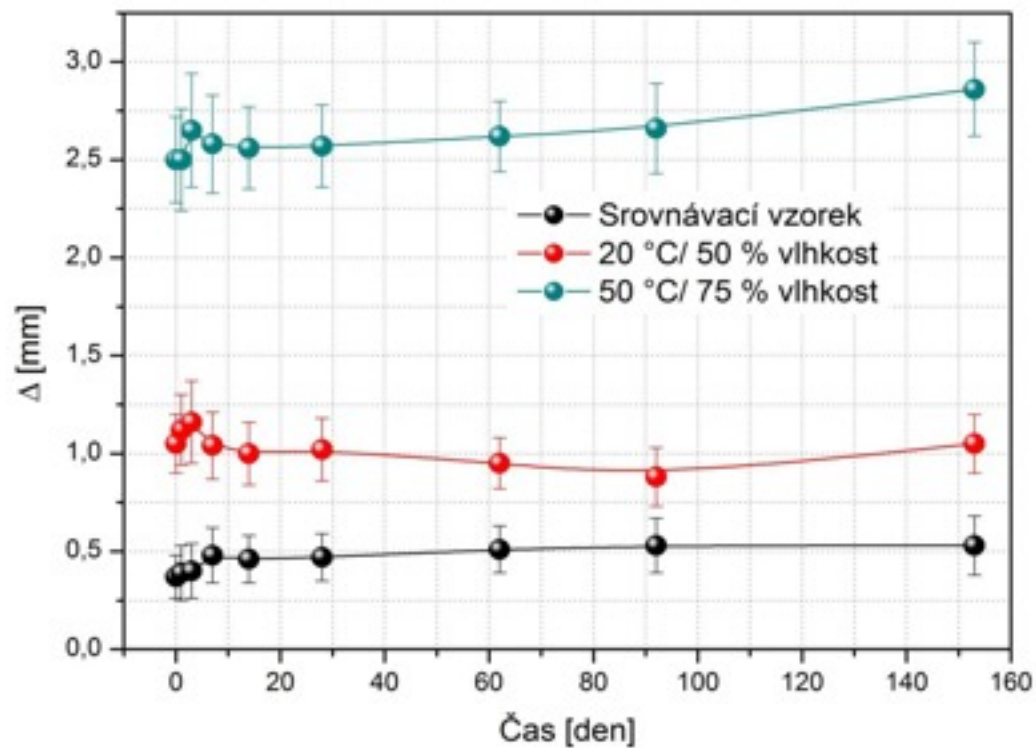 3,0
2,5
2,0
1,5
1,0
0,5
0,0
Δ [mm]
Srovnávací vzorek
20 °C/ 50 % vlhkost
50 °C/ 75 % vlhkost
0 20 40 60 80 100 120 140 160
Čas [den]